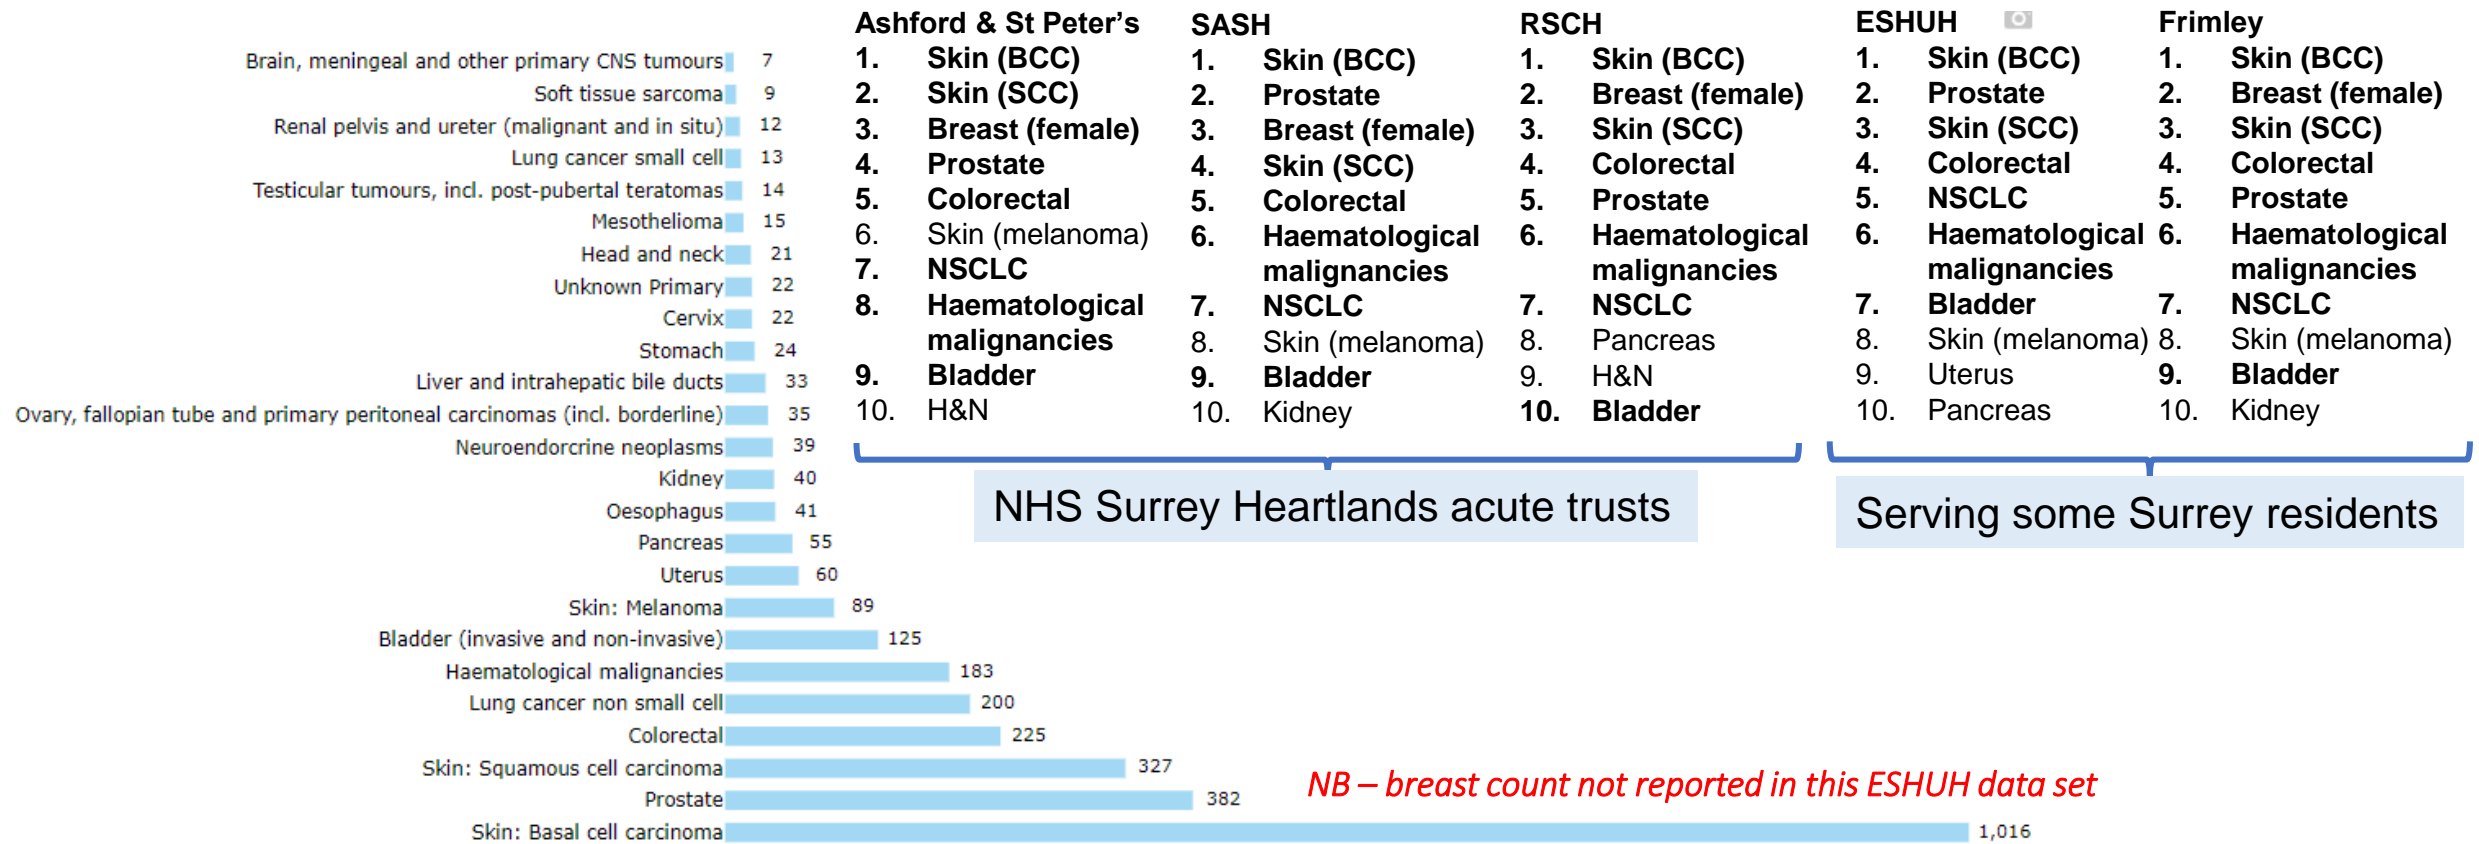 Ashford & St Peter's
1. Skin (BCC)
2. Skin (SCC)
3. Breast (female)
4. Prostate
5. Colorectal
6. Skin (melanoma)
7. NSCLC
8. Haematological
malignancies
9. Bladder
10. H&N
SASH
1. Skin (BCC)
2. Prostate
3. Breast (female)
4. Skin (SCC)
5. Colorectal
6. Haematological
malignancies
7. NSCLC
8. Skin (melanoma)
9. Bladder
10. Kidney
RSCH
1. Skin (BCC)
2. Breast (female)
3. Skin (SCC)
4. Colorectal
5. Prostate
6. Haematological
malignancies
7. NSCLC
8. Pancreas
9. H&N
10. Bladder
ESHUH
1. Skin (BCC)
2. Prostate
3. Skin (SCC)
4. Colorectal
5. NSCLC
6. Haematological
malignancies
7. Bladder
8. Skin (melanoma)
9. Uterus
10. Pancreas
Frimley
1. Skin (BCC)
2. Breast (female)
3. Skin (SCC)
4. Colorectal
5. Prostate
6. Haematological
malignancies
7. NSCLC
8. Skin (melanoma)
9. Bladder
10. Kidney
NHS Surrey Heartlands acute trusts
Serving some Surrey residents
Brain, meningeal and other primary CNS tumours 7
Soft tissue sarcoma 9
Renal pelvis and ureter (malignant and in situ) 12
Lung cancer small cell 13
Testicular tumours, incl. post-pubertal teratomas 14
Mesothelioma 15
Head and neck 21
Unknown Primary 22
Cervix 22
Stomach 24
Liver and intrahepatic bile ducts 33
Ovary, fallopian tube and primary peritoneal carcinomas (incl. borderline) 35
Neuroendorcrine neoplasms 39
Kidney 40
Oesophagus 41
Pancreas 55
Uterus 60
Skin: Melanoma 89
Bladder (invasive and non-invasive) 125
Haematological malignancies 183
Lung cancer non small cell 200
Colorectal 225
Skin: Squamous cell carcinoma 327
Prostate 382
Skin: Basal cell carcinoma 1,016
NB – breast count not reported in this ESHUH data set